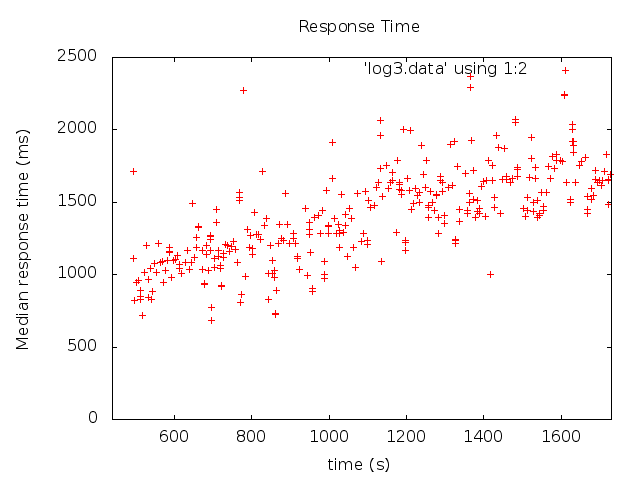 Response Time
'log3.data' using 1:2
Median response time (ms)
2500
2000
1500
1000
500
0
600 800 1000 1200 1400 1600
time (s)